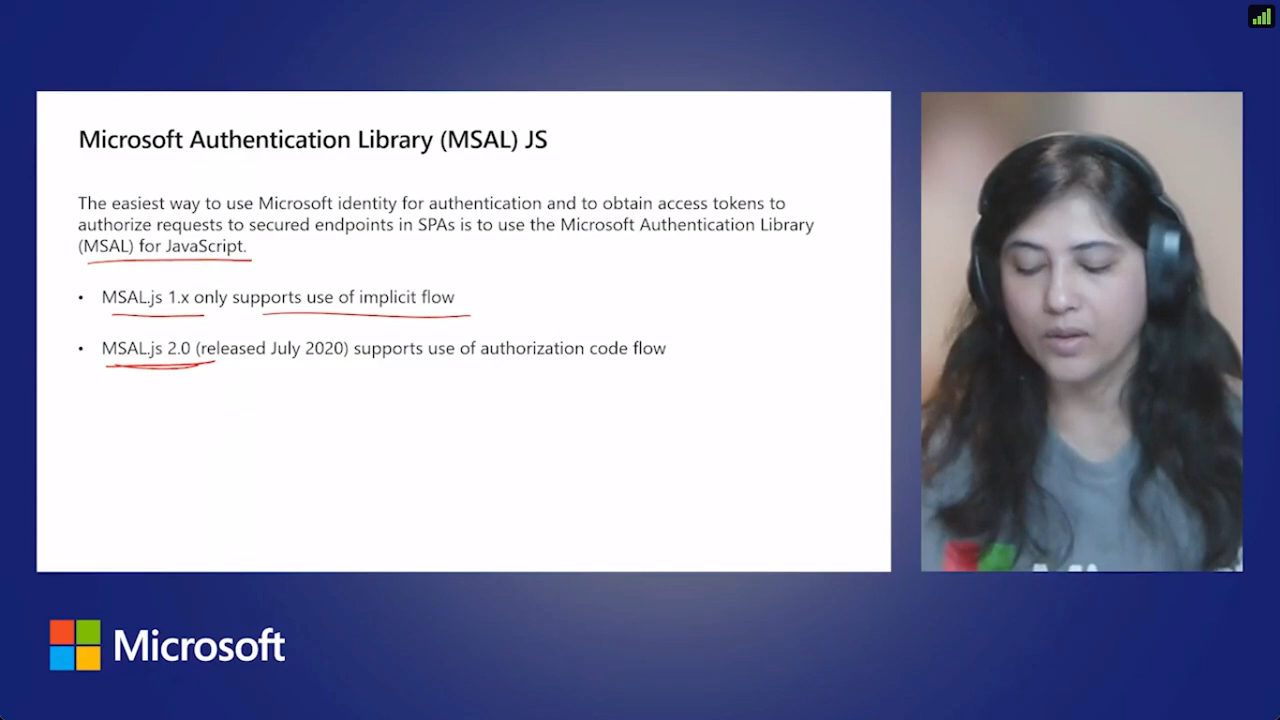 Microsoft Authentication Library (MSAL) JS
The easiest way to use Microsoft identity for authentication and to obtain access tokens to
authorize requests to secured endpoints in SPAs is to use the Microsoft Authentication Library
(MSAL) for JavaScript.
• MSAL.js 1.x only supports use of implicit flow
• MSAL.js 2.0 (released July 2020) supports use of authorization code flow
Microsoft